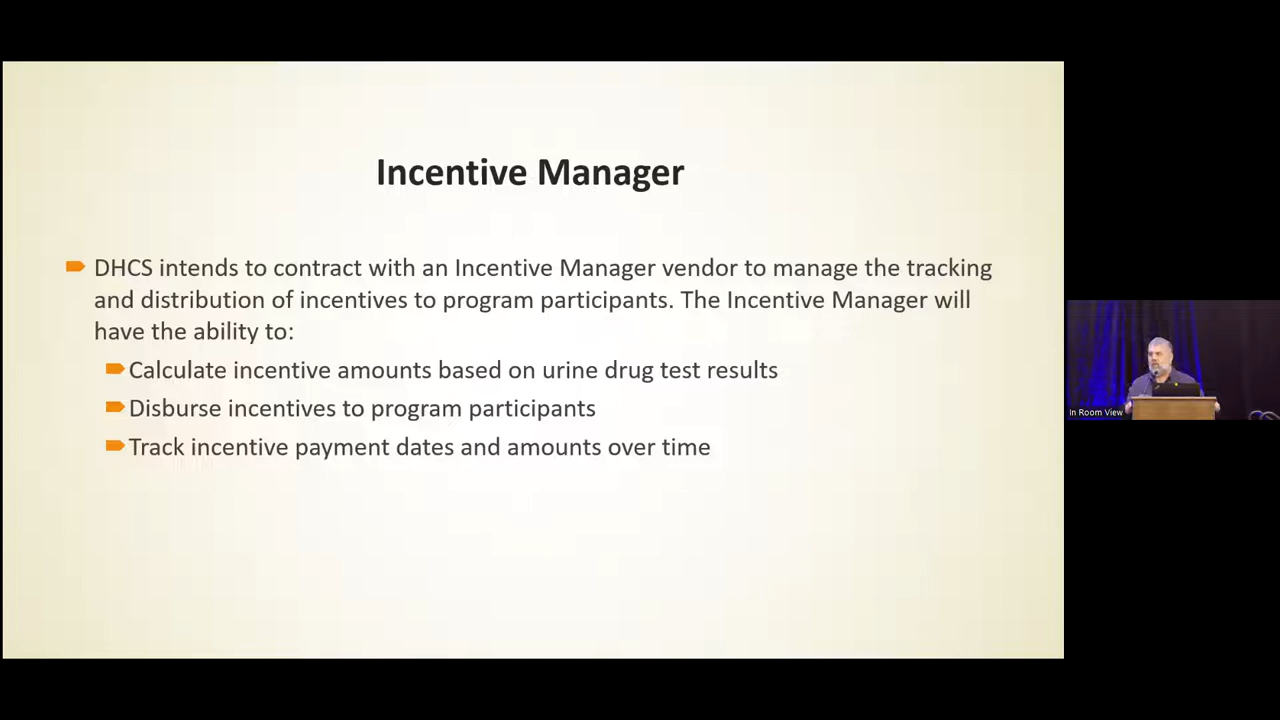 Incentive Manager
DHCS intends to contract with an Incentive Manager vendor to manage the tracking
and distribution of incentives to program participants. The Incentive Manager will
have the ability to:
Calculate incentive amounts based on urine drug test results
Disburse incentives to program participants
Track incentive payment dates and amounts over time
In Room View